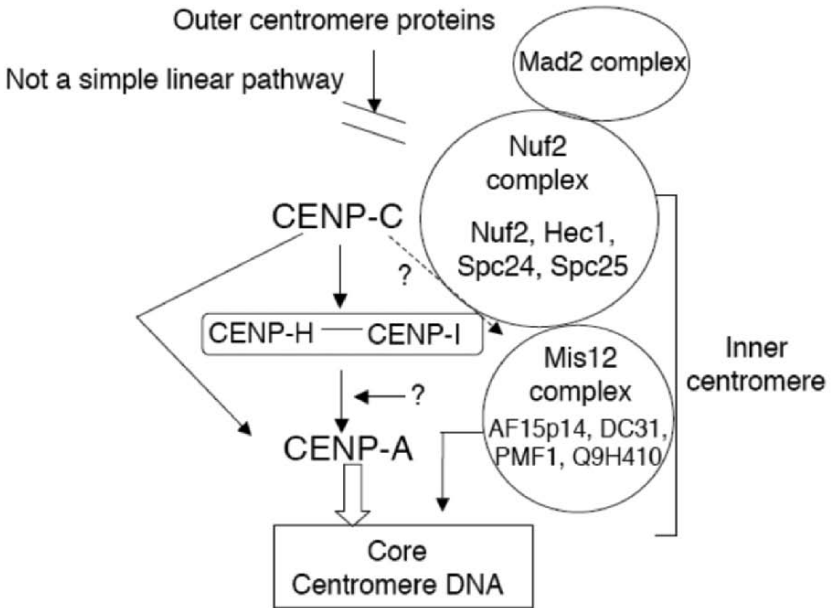 Outer centromere proteins
Mad2 complex
Not a simple linear pathway
Nuf2
complex
Nuf2, Hec1,
Spc24, Spc25
CENP-C
?
CENP-H — CENP-I
Mis12
complex
AF15p14, DC31,
PMF1, Q9H410
Inner
centromere
?
CENP-A
Core
Centromere DNA